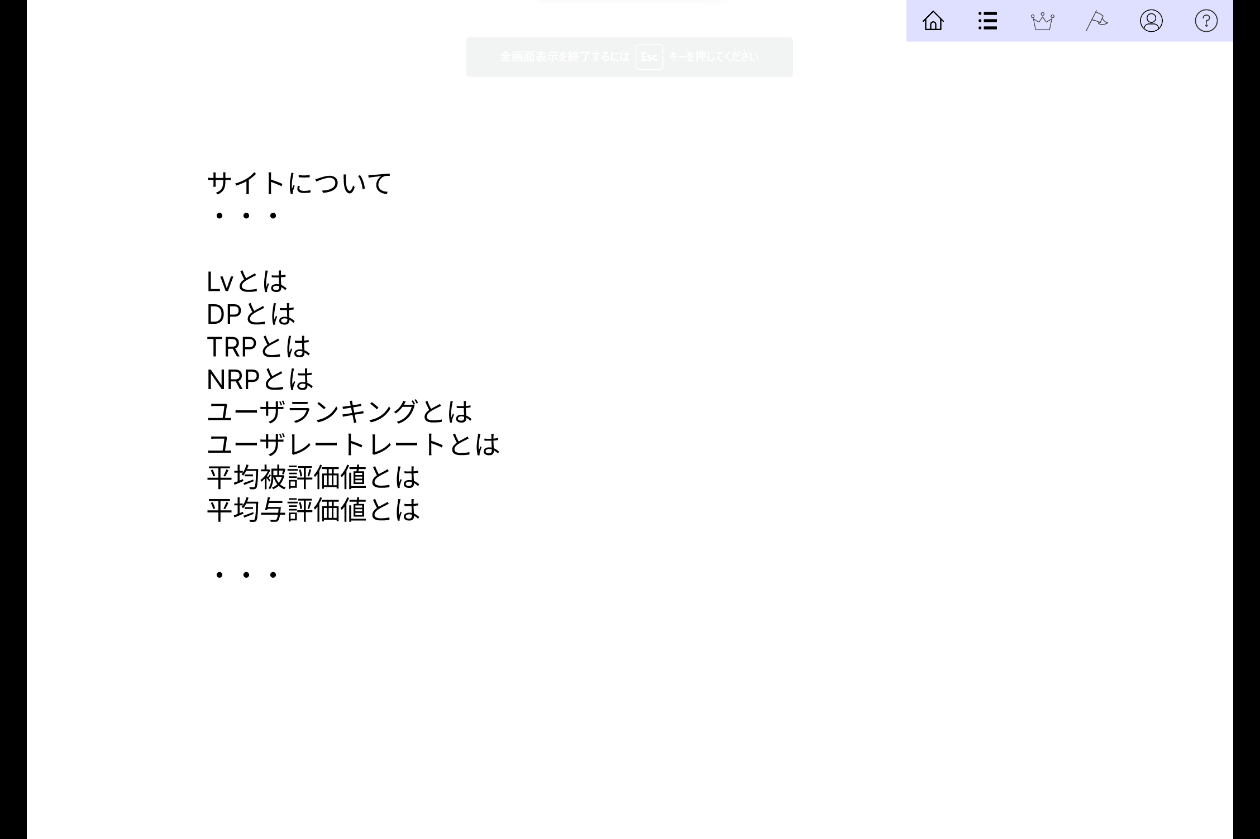 全画面表示を終了するには Esc キーを押してください
サイトについて
・・・
Lvとは
DPとは
TRPとは
NRPとは
ユーザランキングとは
ユーザレートレートとは
平均被評価値とは
平均与評価値とは
・・・